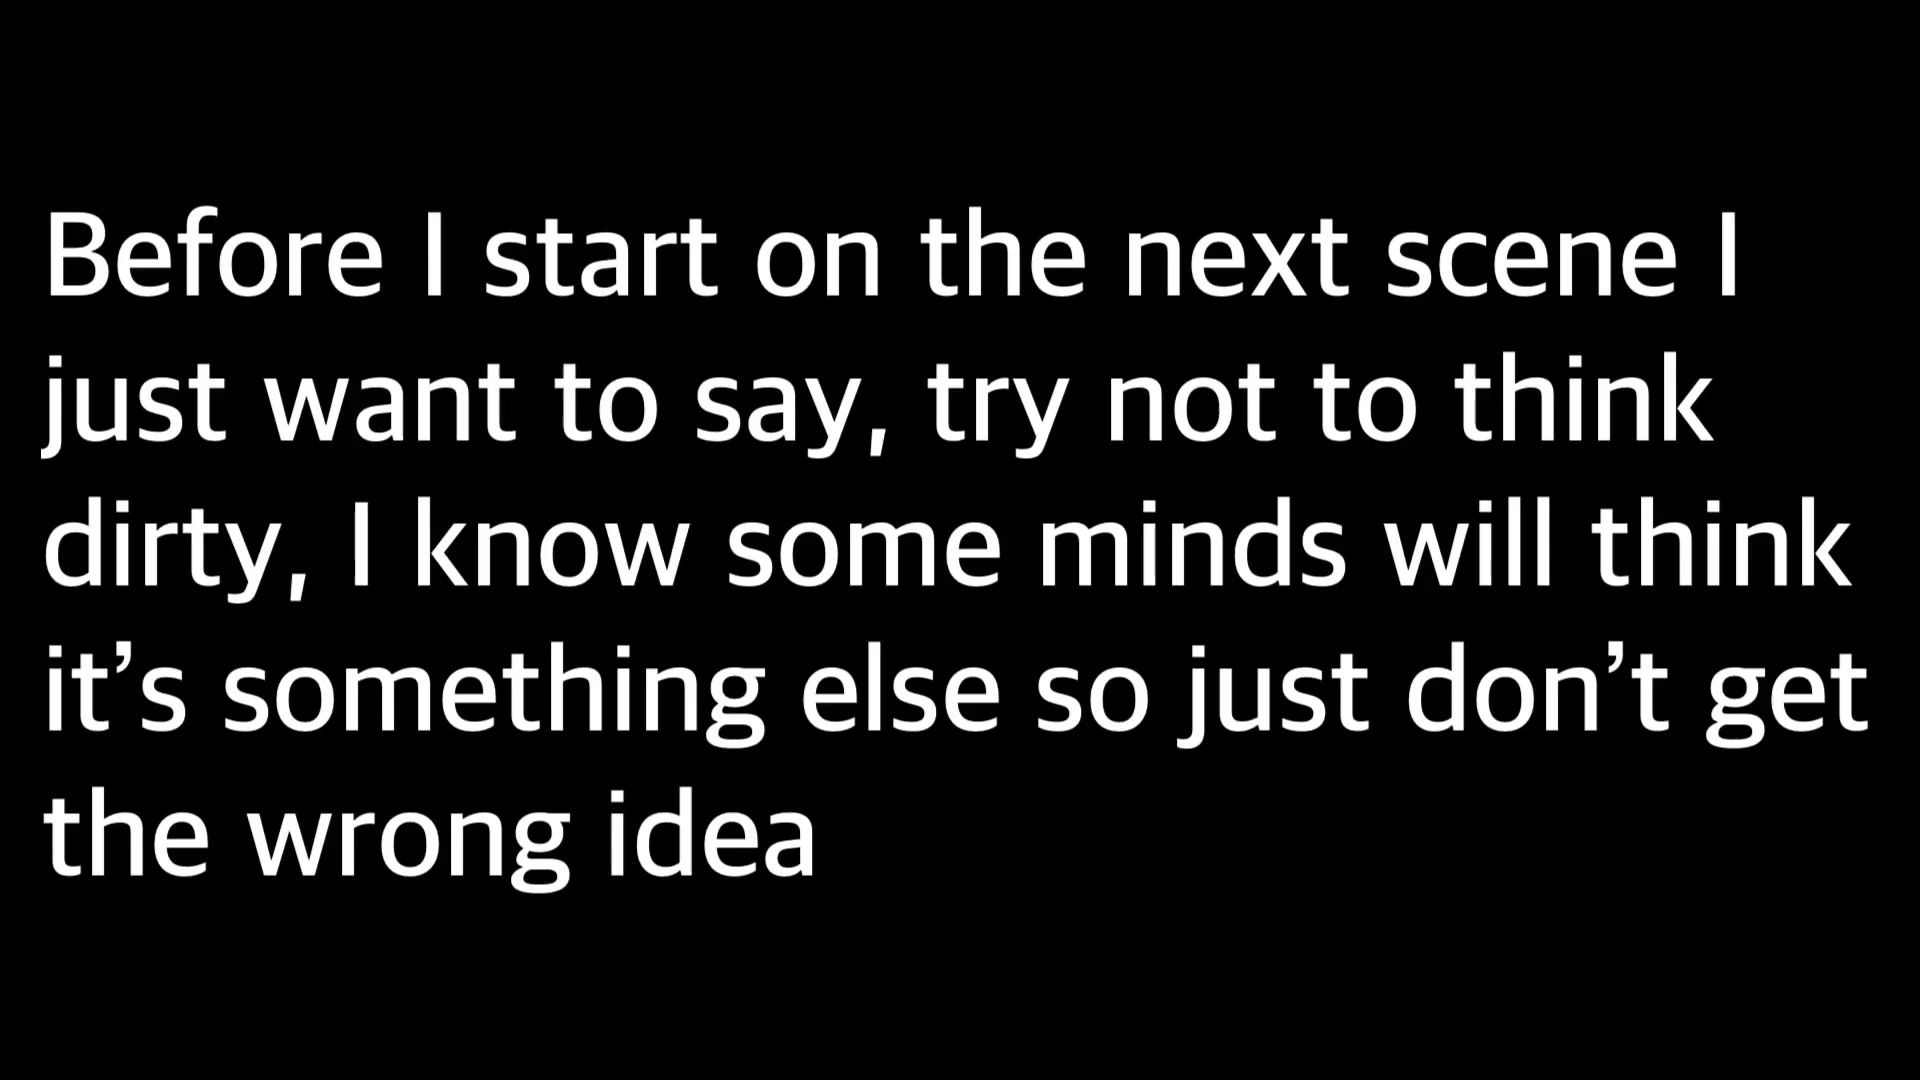 Before I start on the next scene I
just want to say, try not to think
dirty, I know some minds will think
it’s something else so just don’t get
the wrong idea